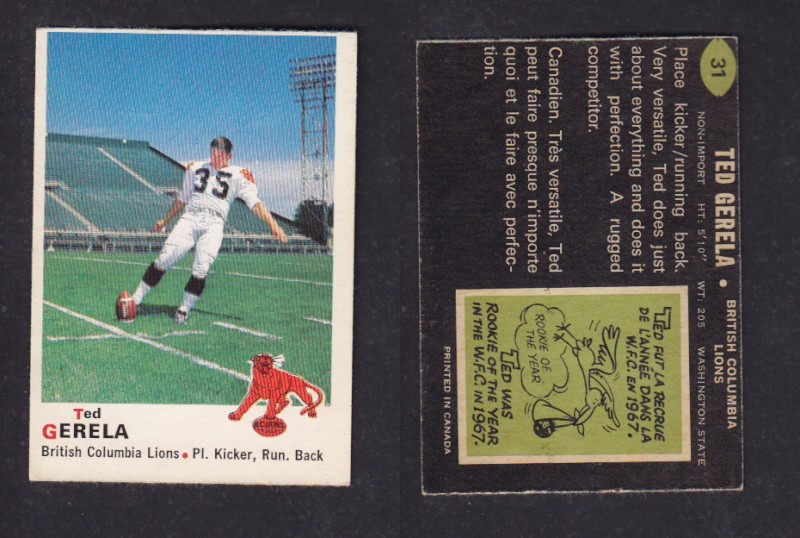 35
Ted
GERELA
British Columbia Lions • Pl. Kicker, Run. Back
B.C. LIONS
31
TED GERELA • BRITISH COLUMBIA
LIONS
NON-IMPORT HT: 5'10" WT: 205 WASHINGTON STATE
Place kicker/running back.
Very versatile, Ted does just
about everything and does it
with perfection. A rugged
competitor.
Canadien. Très versatile, Ted
peut faire presque n'importe
quoi et le faire avec perfec-
tion.
TED FUT LA RECRUE
DE L'ANNÉE DANS LA
W.F.C. EN 1967.
ROOKIE OF
THE YEAR
TED WAS
ROOKIE OF THE YEAR
IN THE W.F.C. IN 1967.
PRINTED IN CANADA